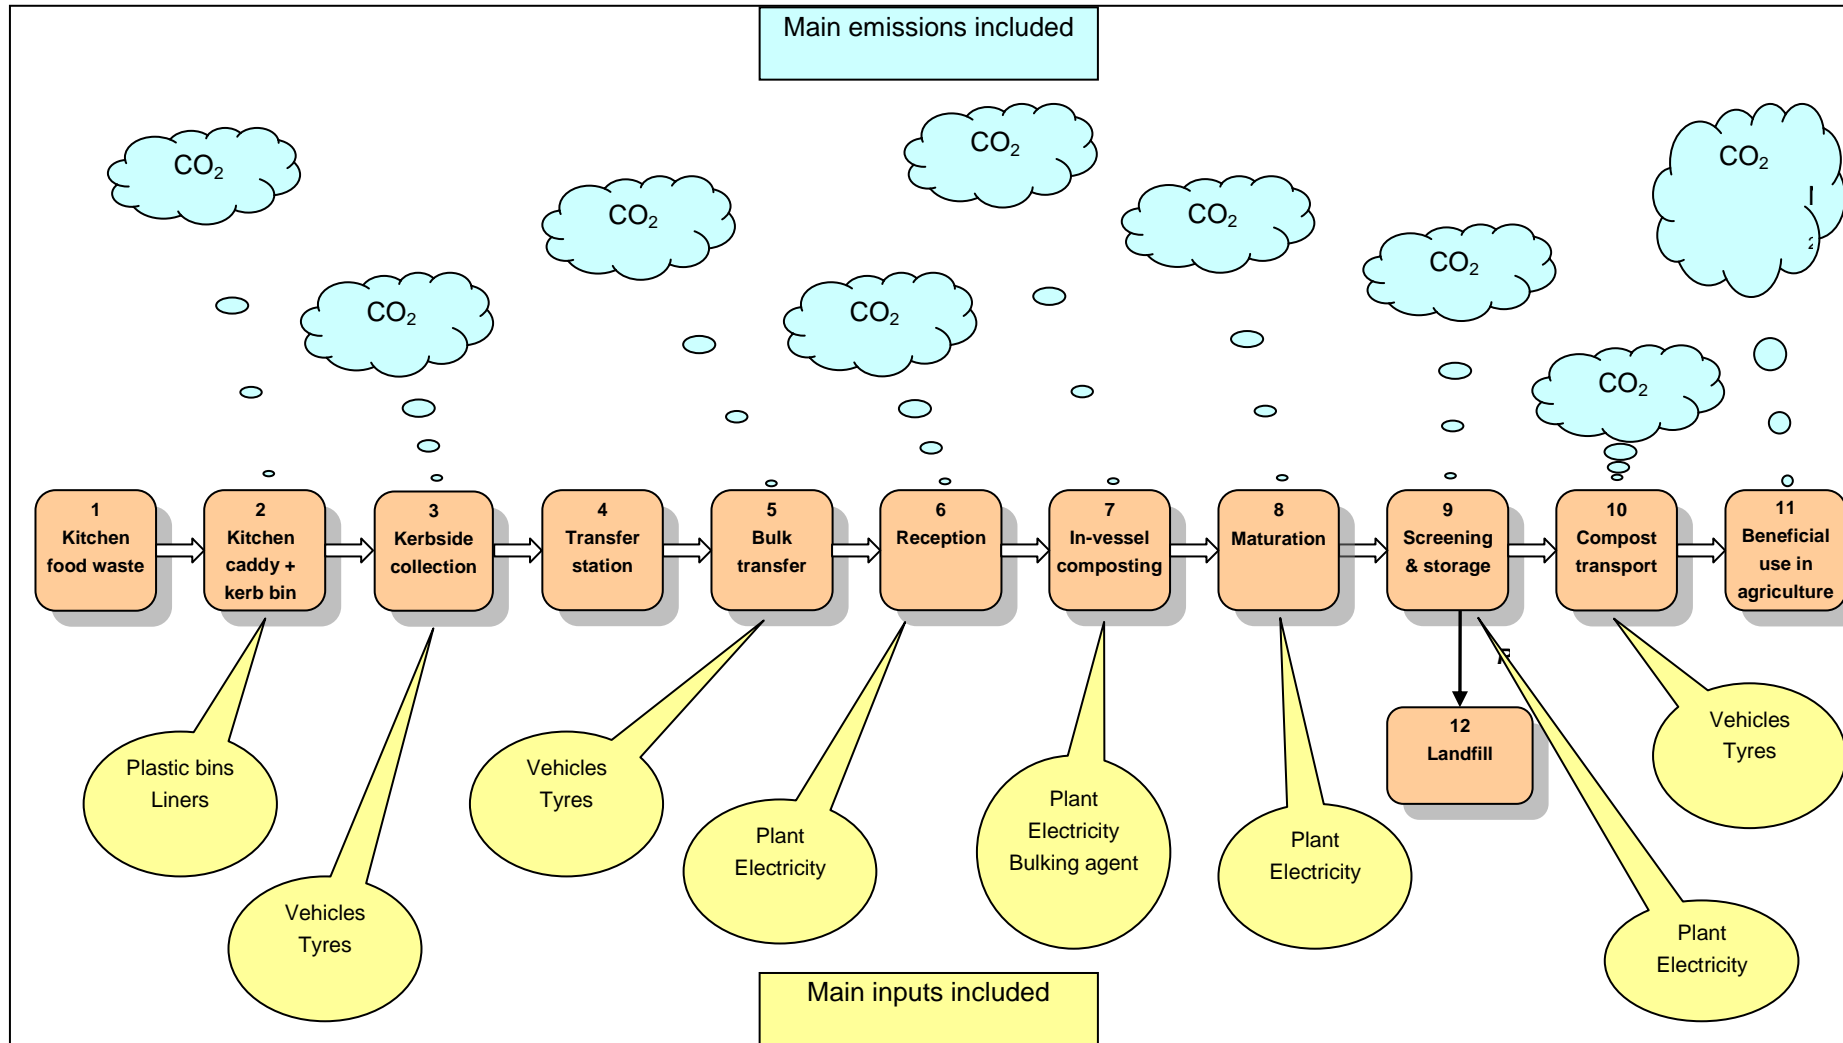 Main emissions included
CO₂
CO₂
CO₂
CO₂
CO₂
CO₂
CO₂
CO₂
CO₂
1
Kitchen
food waste
2
Kitchen
caddy +
kerb bin
3
Kerbside
collection
4
Transfer
station
5
Bulk
transfer
6
Reception
7
In-vessel
composting
8
Maturation
9
Screening
& storage
10
Compost
transport
11
Beneficial
use in
agriculture
12
Landfill
Plastic bins
Liners
Vehicles
Tyres
Vehicles
Tyres
Plant
Electricity
Plant
Electricity
Bulking agent
Plant
Electricity
Plant
Electricity
Vehicles
Tyres
Main inputs included